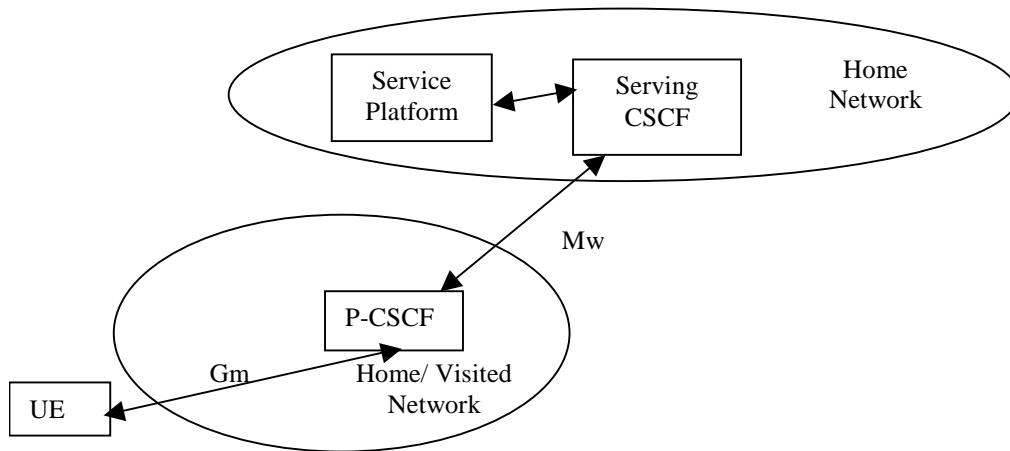 Service
Platform
Serving
CSCF
Home
Network
Mw
P-CSCF
Gm
Home/ Visited
Network
UE